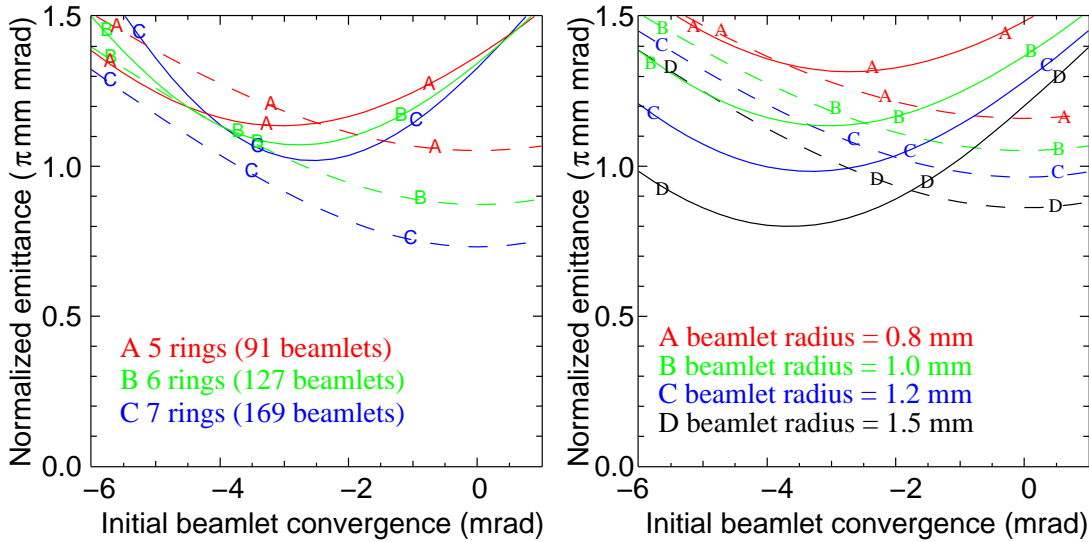 Normalized emittance (π mm mrad)
1.5
1.0
0.5
0.0
A 5 rings (91 beamlets)
B 6 rings (127 beamlets)
C 7 rings (169 beamlets)
A
B
A
B
C
C
A
A
B
B
C
C
A
B
C
A
B
C
−6
−4
−2
0
Initial beamlet convergence (mrad)
Normalized emittance (π mm mrad)
1.5
1.0
0.5
0.0
A
A
A
A
A
A
B
B
B
B
B
B
C
C
C
C
C
C
D
D
D
D
D
D
A beamlet radius = 0.8 mm
B beamlet radius = 1.0 mm
C beamlet radius = 1.2 mm
D beamlet radius = 1.5 mm
−6
−4
−2
0
Initial beamlet convergence (mrad)